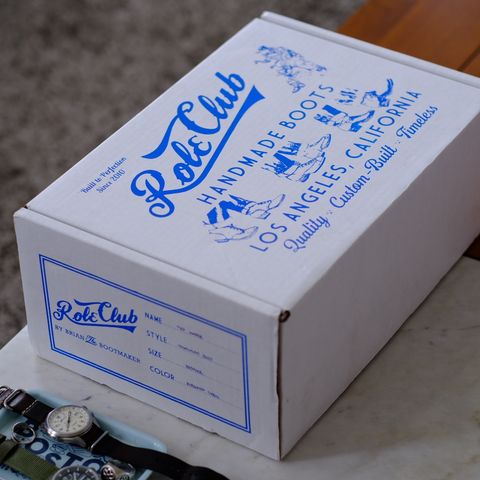 Role Club
HANDMADE BOOTS
LOS ANGELES, CALIFORNIA
Quality × Custom-Built × Timeless
Built to Perfection
Since 2010
Role Club
BY BRIAN The BOOTMAKER
NAME
STYLE
SIZE
COLOR
BOSTON